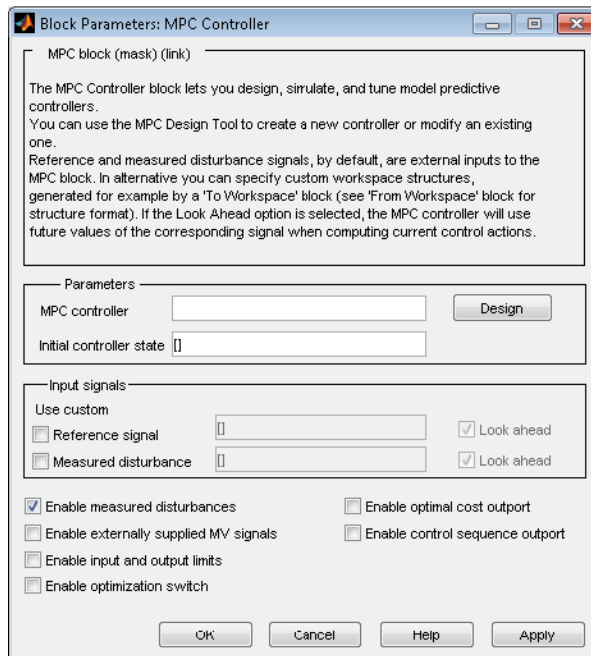 Block Parameters: MPC Controller
MPC block (mask) (link)
The MPC Controller block lets you design, simulate, and tune model predictive
controllers.
You can use the MPC Design Tool to create a new controller or modify an existing
one.
Reference and measured disturbance signals, by default, are external inputs to the
MPC block. In alternative you can specify custom workspace structures,
generated for example by a 'To Workspace' block (see 'From Workspace' block for
structure format). If the Look Ahead option is selected, the MPC controller will use
future values of the corresponding signal when computing current control actions.
Parameters
MPC controller
Design
Initial controller state []
Input signals
Use custom
Reference signal [] Look ahead
Measured disturbance [] Look ahead
Enable measured disturbances Enable optimal cost outport
Enable externally supplied MV signals Enable control sequence outport
Enable input and output limits
Enable optimization switch
OK Cancel Help Apply